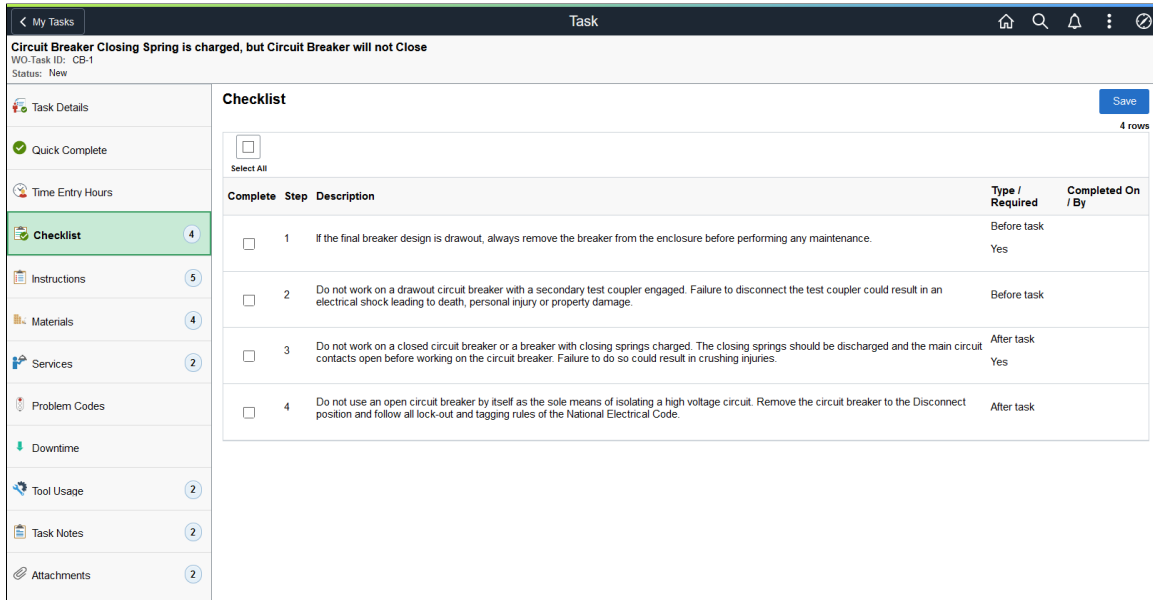 My Tasks
Task
Circuit Breaker Closing Spring is charged, but Circuit Breaker will not Close
WO-Task ID: CB-1
Status: New
Task Details
Quick Complete
Time Entry Hours
Checklist 4
Instructions 5
Materials 4
Services 2
Problem Codes
Downtime
Tool Usage 2
Task Notes 2
Attachments 2
Checklist
Save
4 rows
Select All
Complete Step Description Type / Required Completed On / By
1 If the final breaker design is drawout, always remove the breaker from the enclosure before performing any maintenance. Before task
Yes
2 Do not work on a drawout circuit breaker with a secondary test coupler engaged. Failure to disconnect the test coupler could result in an
electrical shock leading to death, personal injury or property damage.
Before task
3 Do not work on a closed circuit breaker or a breaker with closing springs charged. The closing springs should be discharged and the main circuit
contacts open before working on the circuit breaker. Failure to do so could result in crushing injuries.
After task
Yes
4 Do not use an open circuit breaker by itself as the sole means of isolating a high voltage circuit. Remove the circuit breaker to the Disconnect
position and follow all lock-out and tagging rules of the National Electrical Code.
After task